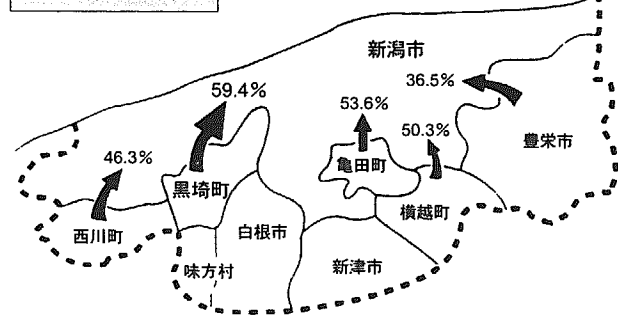 新潟市
59.4%
36.5%
53.6%
50.3%
46.3%
豊栄市
亀田町
黒埼町
横越町
西川町
白根市
味方村
新津市